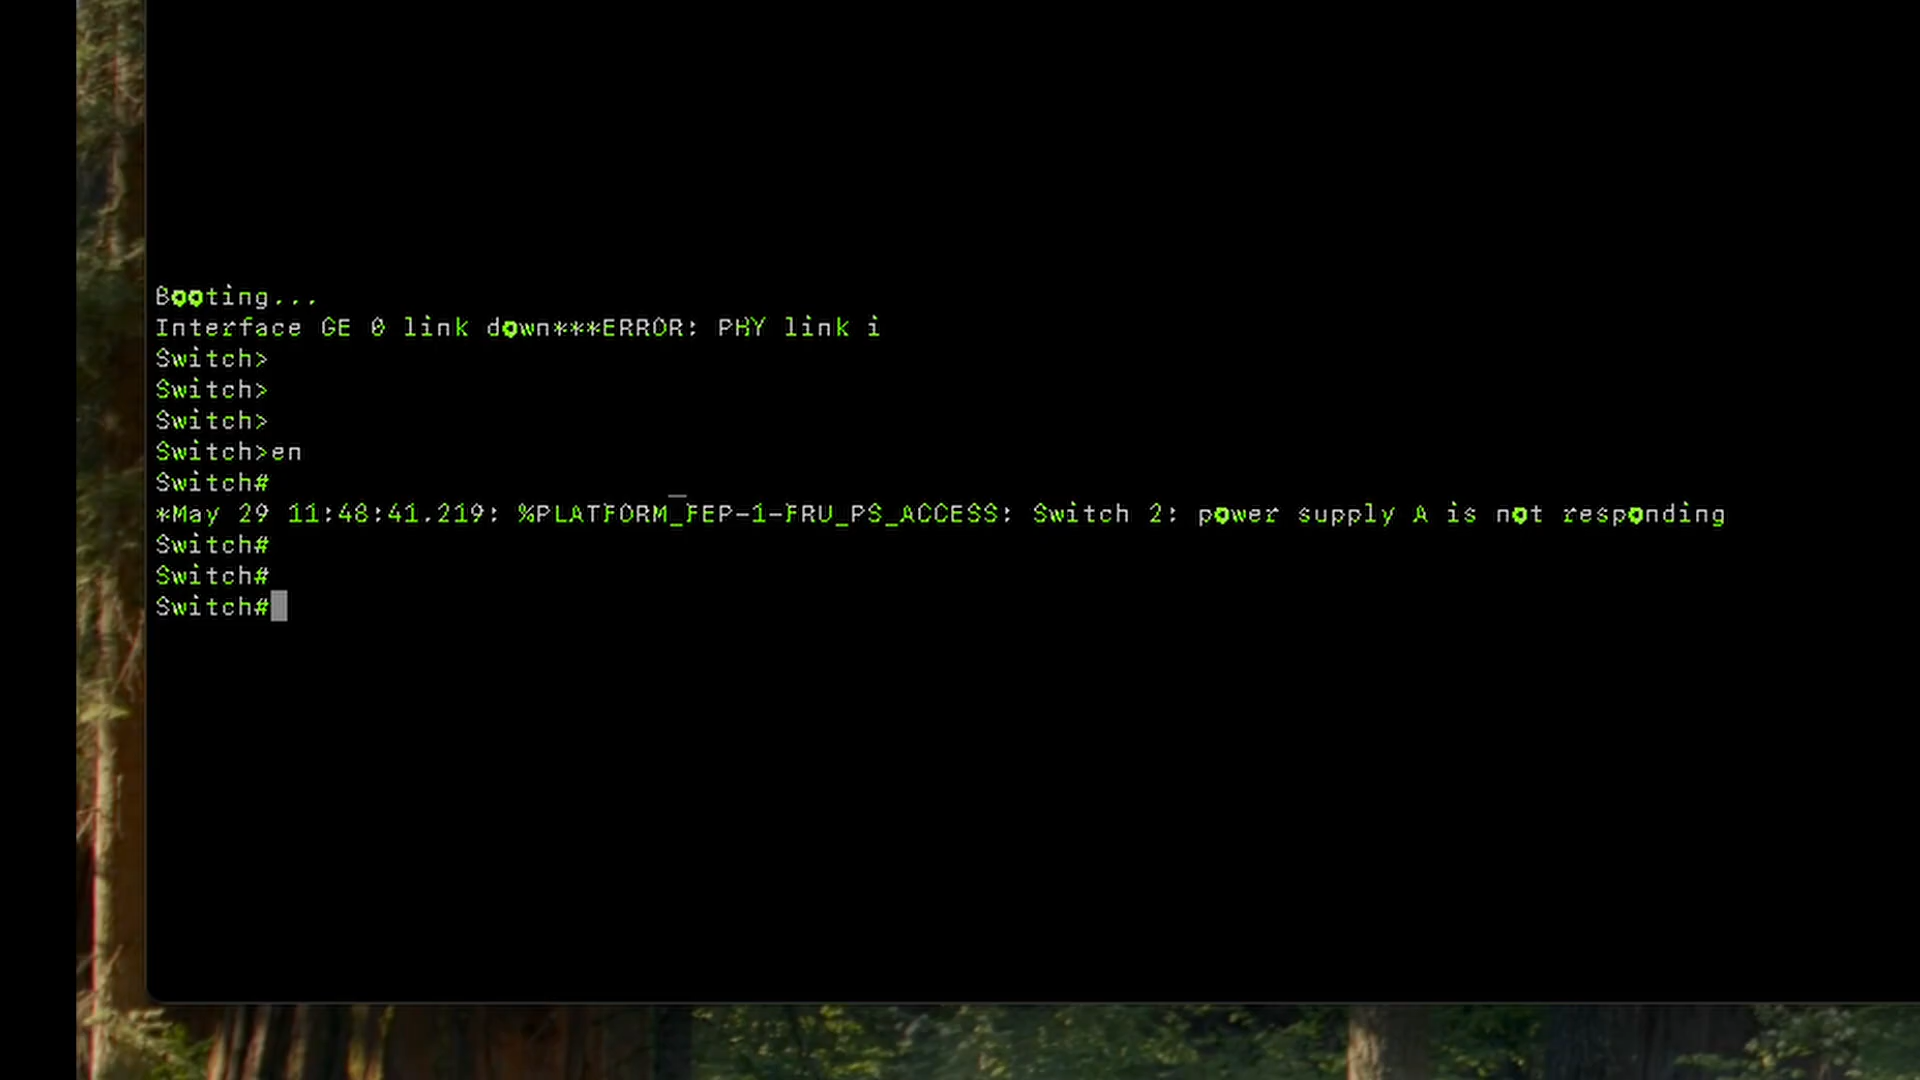 Booting...
Interface GE 0 link down***ERROR: PHY link i
Switch>
Switch>
Switch>
Switch>en
Switch#
*May 29 11:48:41.219: %PLATFORM_FEP-1-FRU_PS_ACCESS: Switch 2: power supply A is not responding
Switch#
Switch#
Switch#